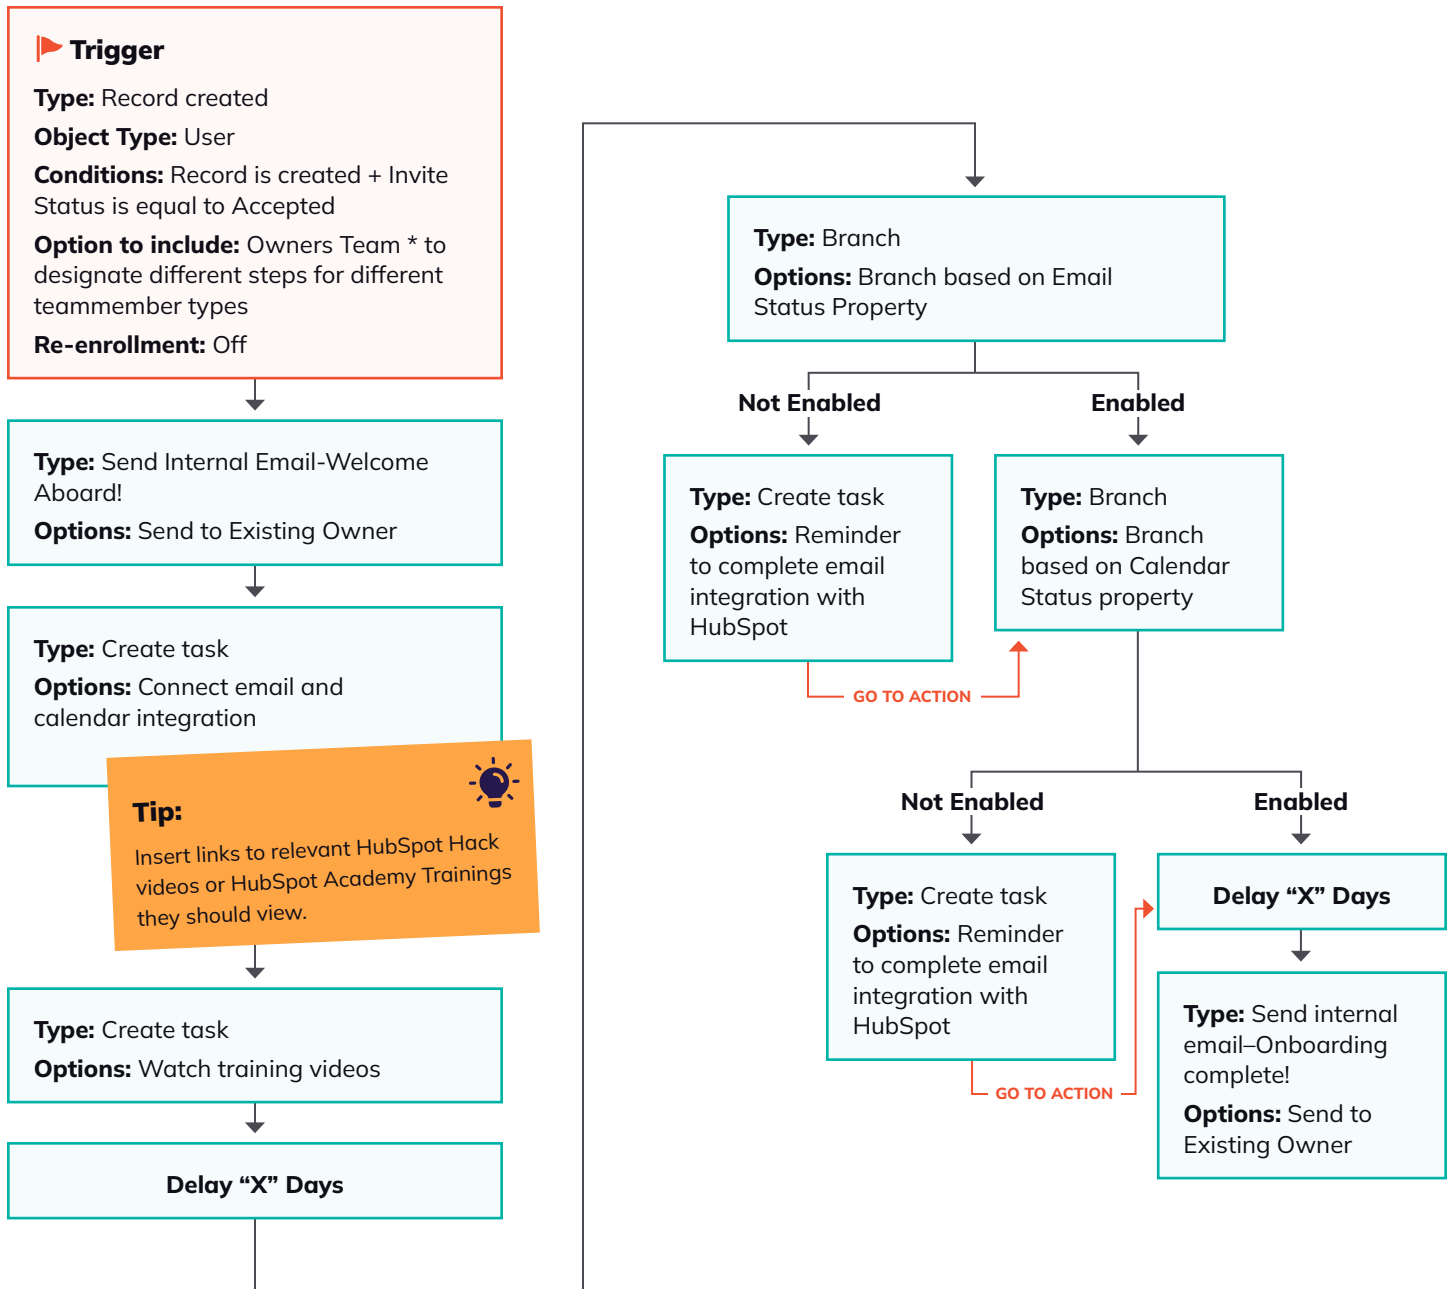 Trigger
Type: Record created
Object Type: User
Conditions: Record is created + Invite
Status is equal to Accepted
Option to include: Owners Team * to
designate different steps for different
teammember types
Re-enrollment: Off
Type: Send Internal Email-Welcome
Aboard!
Options: Send to Existing Owner
Type: Create task
Options: Connect email and
calendar integration
Tip:
Insert links to relevant HubSpot Hack
videos or HubSpot Academy Trainings
they should view.
Type: Create task
Options: Watch training videos
Delay “X” Days
Type: Branch
Options: Branch based on Email
Status Property
Not Enabled
Enabled
Type: Create task
Options: Reminder
to complete email
integration with
HubSpot
Type: Branch
Options: Branch
based on Calendar
Status property
GO TO ACTION
Not Enabled
Enabled
Type: Create task
Options: Reminder
to complete email
integration with
HubSpot
GO TO ACTION
Delay “X” Days
Type: Send internal
email–Onboarding
complete!
Options: Send to
Existing Owner